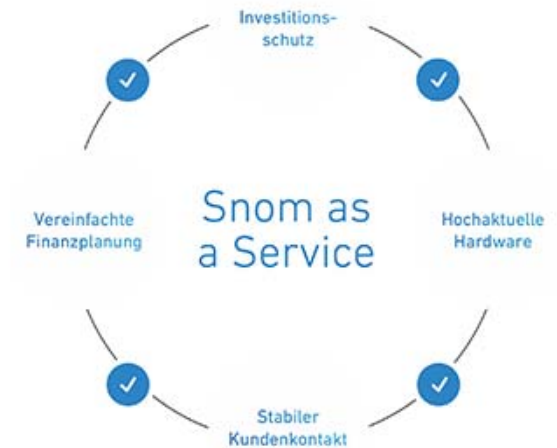 Investitions-
schutz
Vereinfachte
Finanzplanung
Snom as
a Service
Hochaktuelle
Hardware
Stabiler
Kundenkontakt